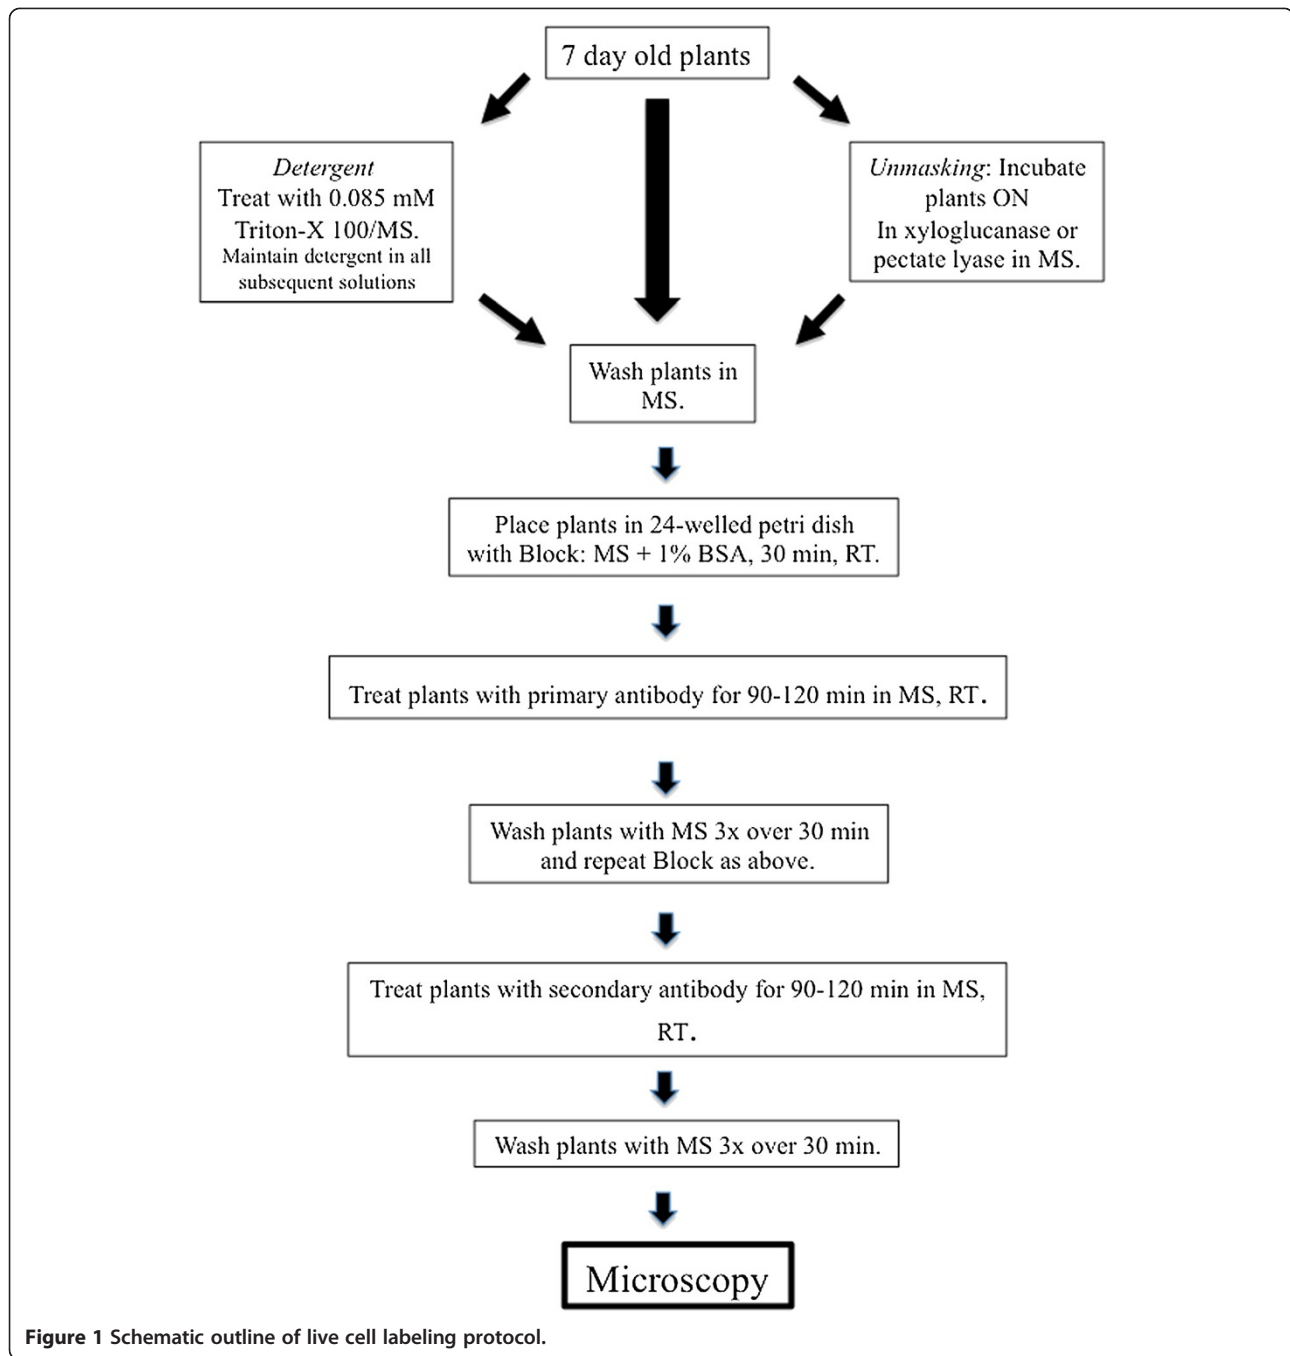 7 day old plants
Detergent
Treat with 0.085 mM
Triton-X 100/MS.
Maintain detergent in all
subsequent solutions
Unmasking: Incubate
plants ON
In xyloglucanase or
pectate lyase in MS.
Wash plants in
MS.
Place plants in 24-welled petri dish
with Block: MS + 1% BSA, 30 min, RT.
Treat plants with primary antibody for 90-120 min in MS, RT.
Wash plants with MS 3x over 30 min
and repeat Block as above.
Treat plants with secondary antibody for 90-120 min in MS,
RT.
Wash plants with MS 3x over 30 min.
Microscopy
Figure 1 Schematic outline of live cell labeling protocol.